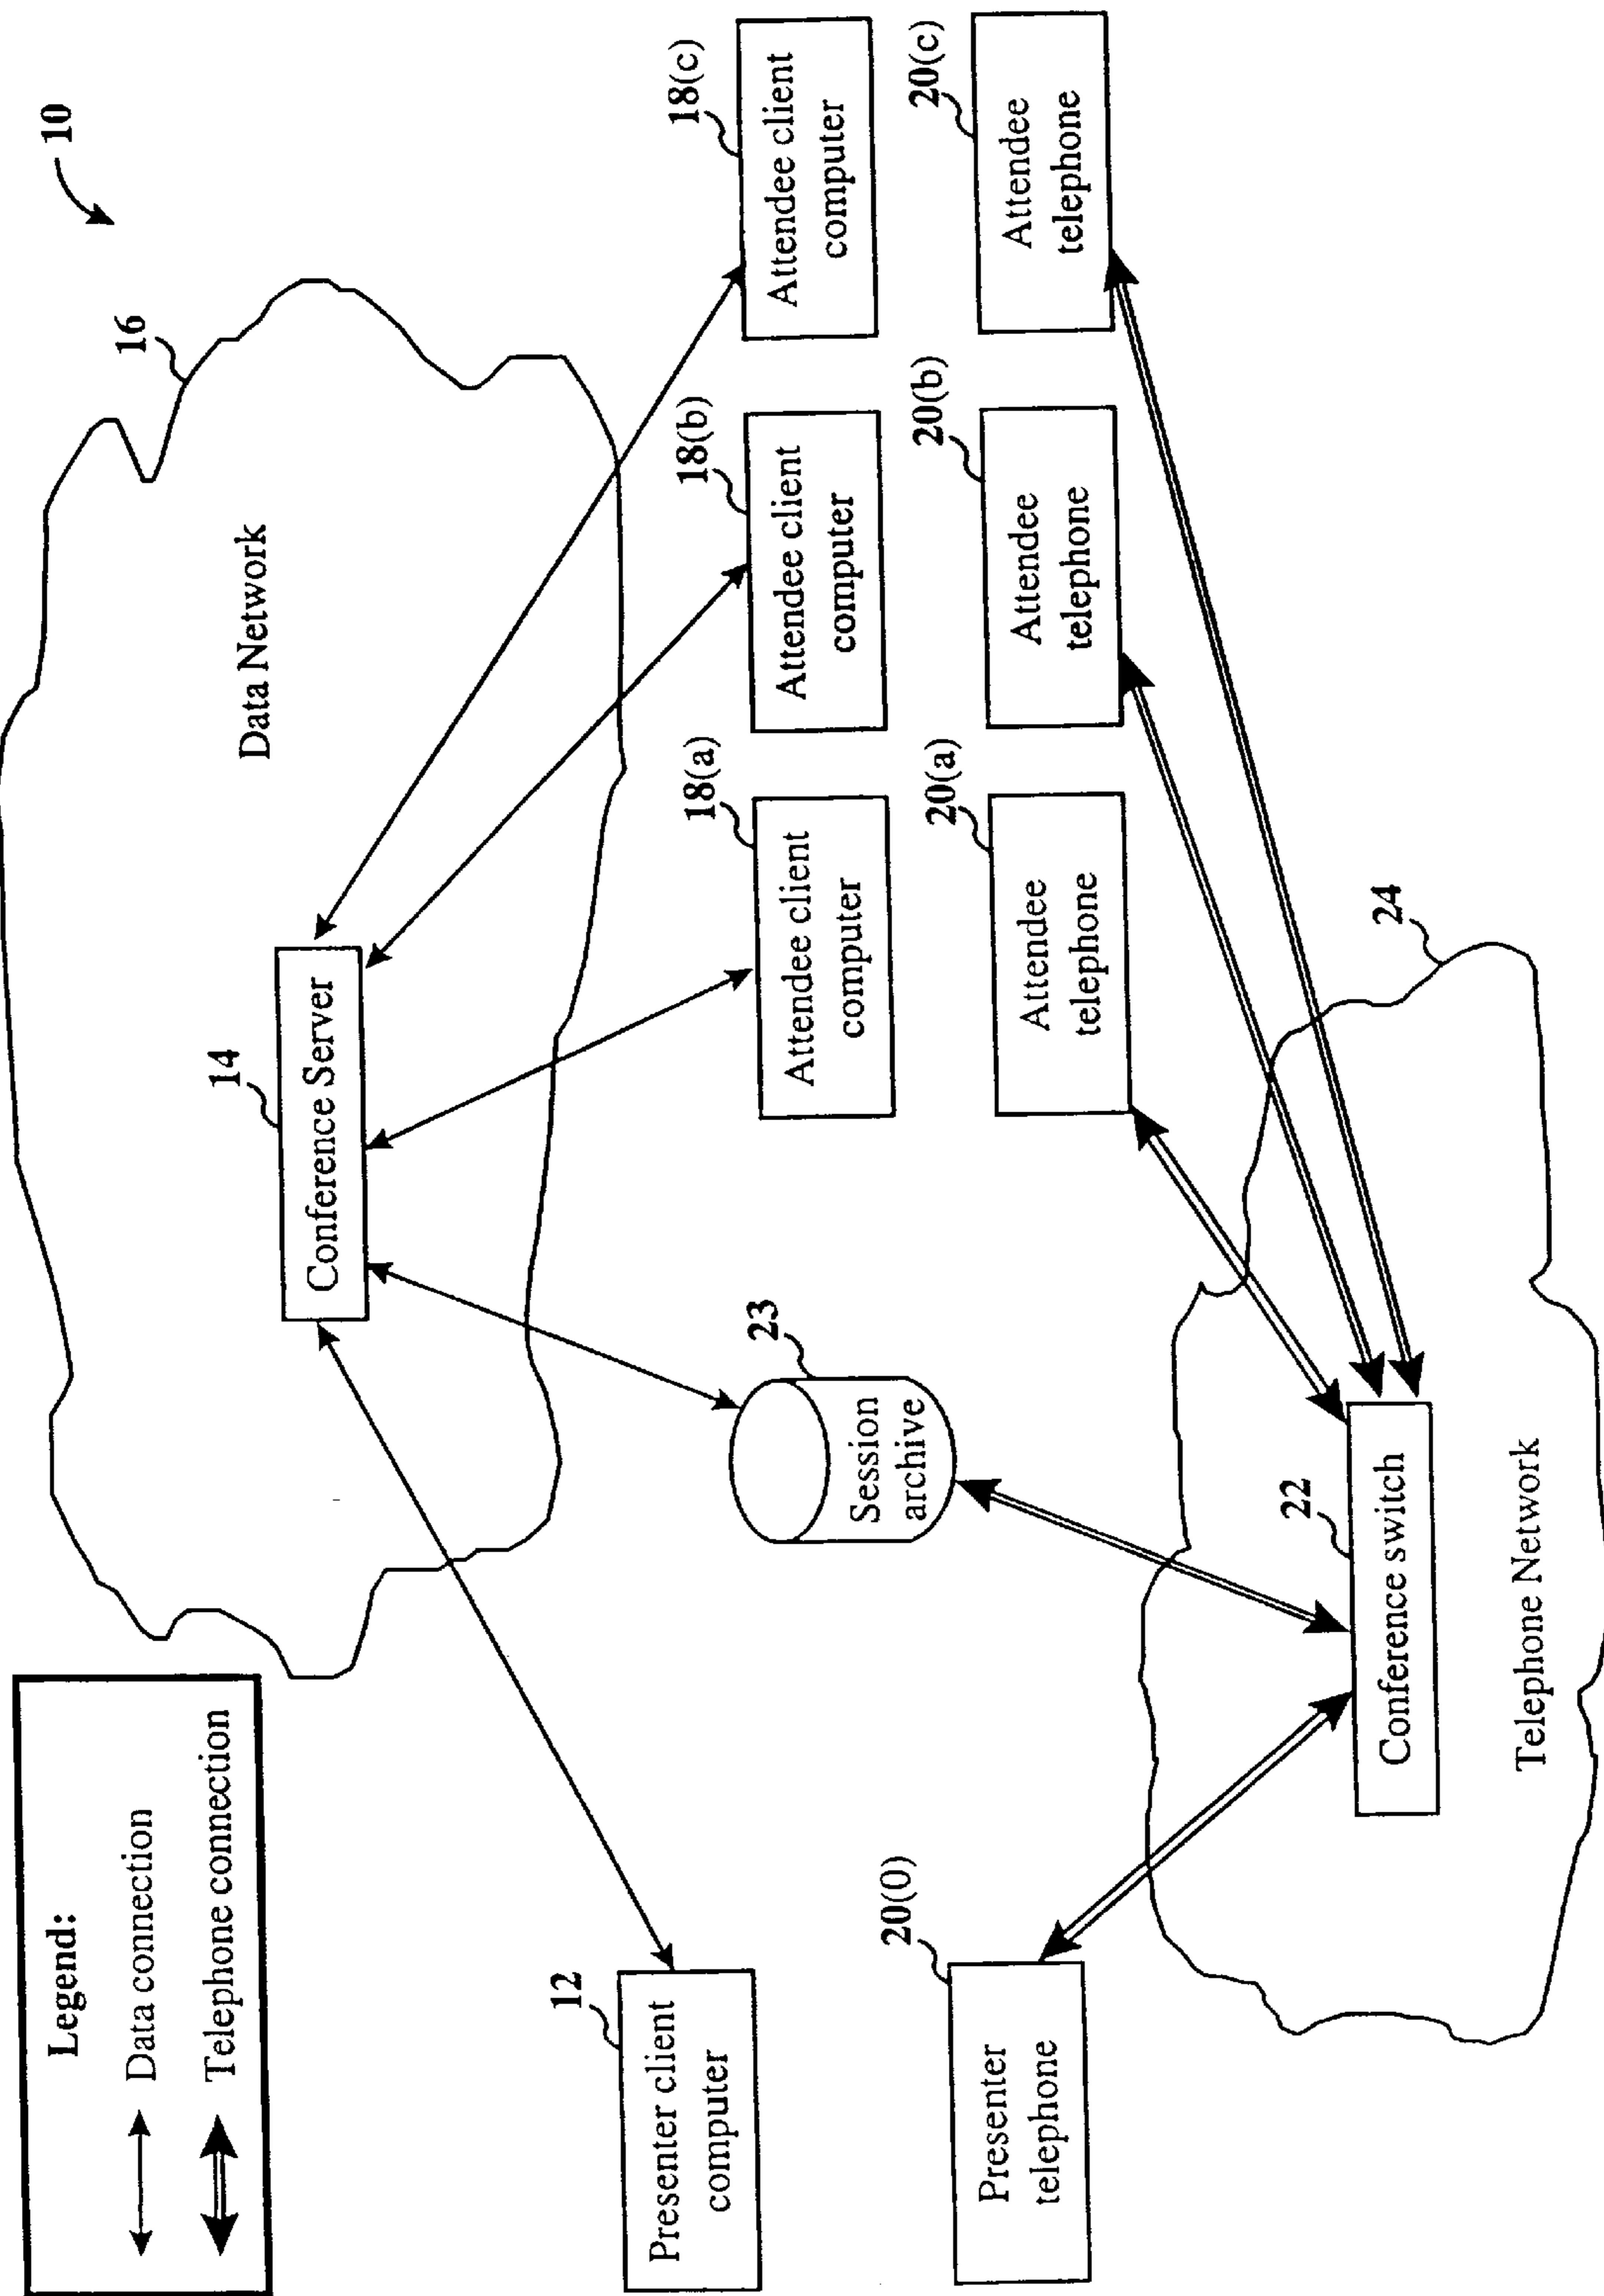 Legend:
Data connection
Telephone connection
10
16
Data Network
14
Conference Server
12
Presenter client
computer
23
Session
archive
18(a)
Attendee client
computer
18(b)
Attendee client
computer
18(c)
Attendee client
computer
20(0)
Presenter
telephone
20(a)
Attendee
telephone
20(b)
Attendee
telephone
20(c)
Attendee
telephone
24
22
Conference switch
Telephone Network